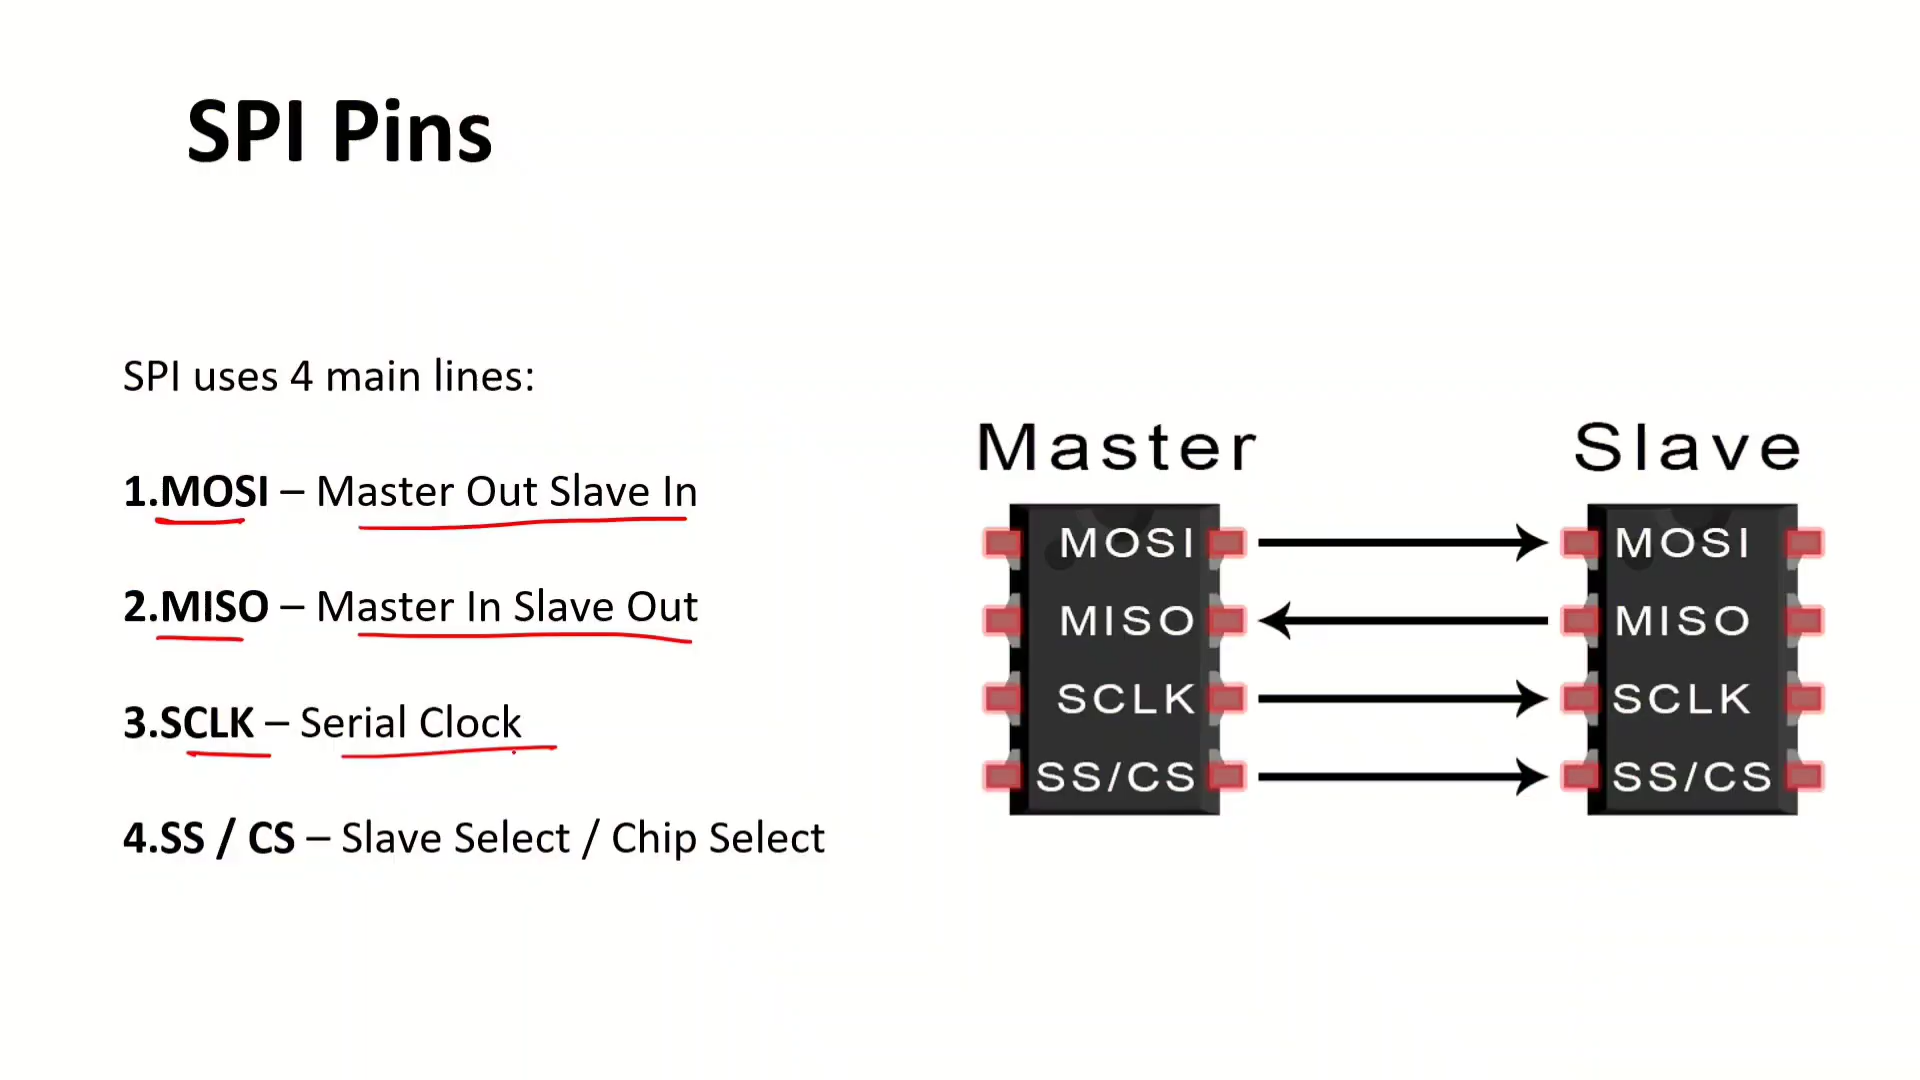 SPI Pins
SPI uses 4 main lines:
1.MOSI – Master Out Slave In
2.MISO – Master In Slave Out
3.SCLK – Serial Clock
4.SS / CS – Slave Select / Chip Select
Master
MOSI
MISO
SCLK
SS/CS
Slave
MOSI
MISO
SCLK
SS/CS